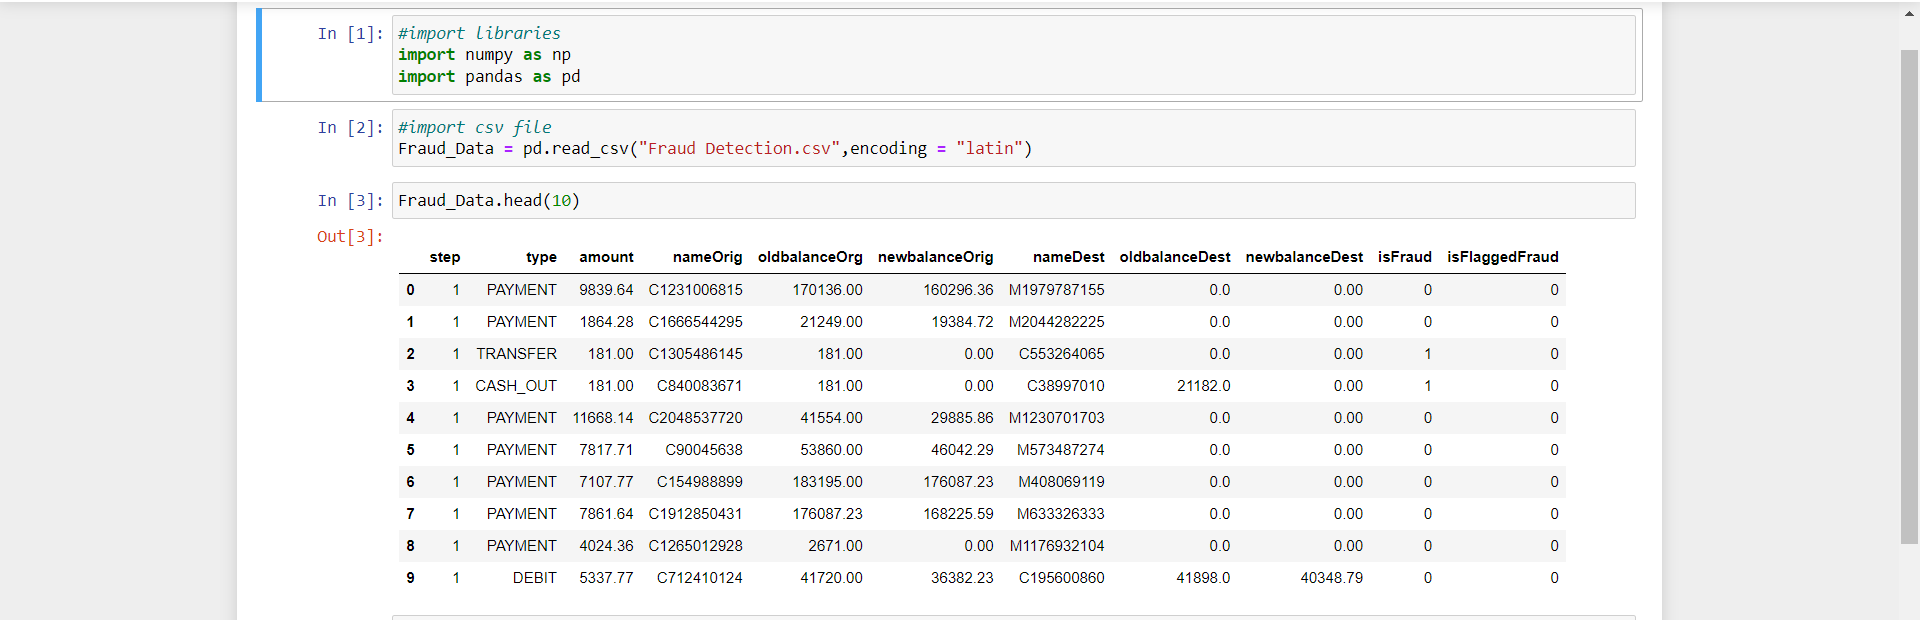 In [1]: #import libraries
import numpy as np
import pandas as pd
In [2]: #import csv file
Fraud_Data = pd.read_csv("Fraud Detection.csv",encoding = "latin")
In [3]: Fraud_Data.head(10)
Out[3]:
step type amount nameOrig oldbalanceOrg newbalanceOrig nameDest oldbalanceDest newbalanceDest isFraud isFlaggedFraud
0 1 PAYMENT 9839.64 C1231006815 170136.00 160296.36 M1979787155 0.0 0.00 0 0
1 1 PAYMENT 1864.28 C1666544295 21249.00 19384.72 M2044282225 0.0 0.00 0 0
2 1 TRANSFER 181.00 C1305486145 181.00 0.00 C553264065 0.0 0.00 1 0
3 1 CASH_OUT 181.00 C840083671 181.00 0.00 C38997010 21182.0 0.00 1 0
4 1 PAYMENT 11668.14 C2048537720 41554.00 29885.86 M1230701703 0.0 0.00 0 0
5 1 PAYMENT 7817.71 C90045638 53860.00 46042.29 M573487274 0.0 0.00 0 0
6 1 PAYMENT 7107.77 C154988899 183195.00 176087.23 M408069119 0.0 0.00 0 0
7 1 PAYMENT 7861.64 C1912850431 176087.23 168225.59 M633326333 0.0 0.00 0 0
8 1 PAYMENT 4024.36 C1265012928 2671.00 0.00 M1176932104 0.0 0.00 0 0
9 1 DEBIT 5337.77 C712410124 41720.00 36382.23 C195600860 41898.0 40348.79 0 0